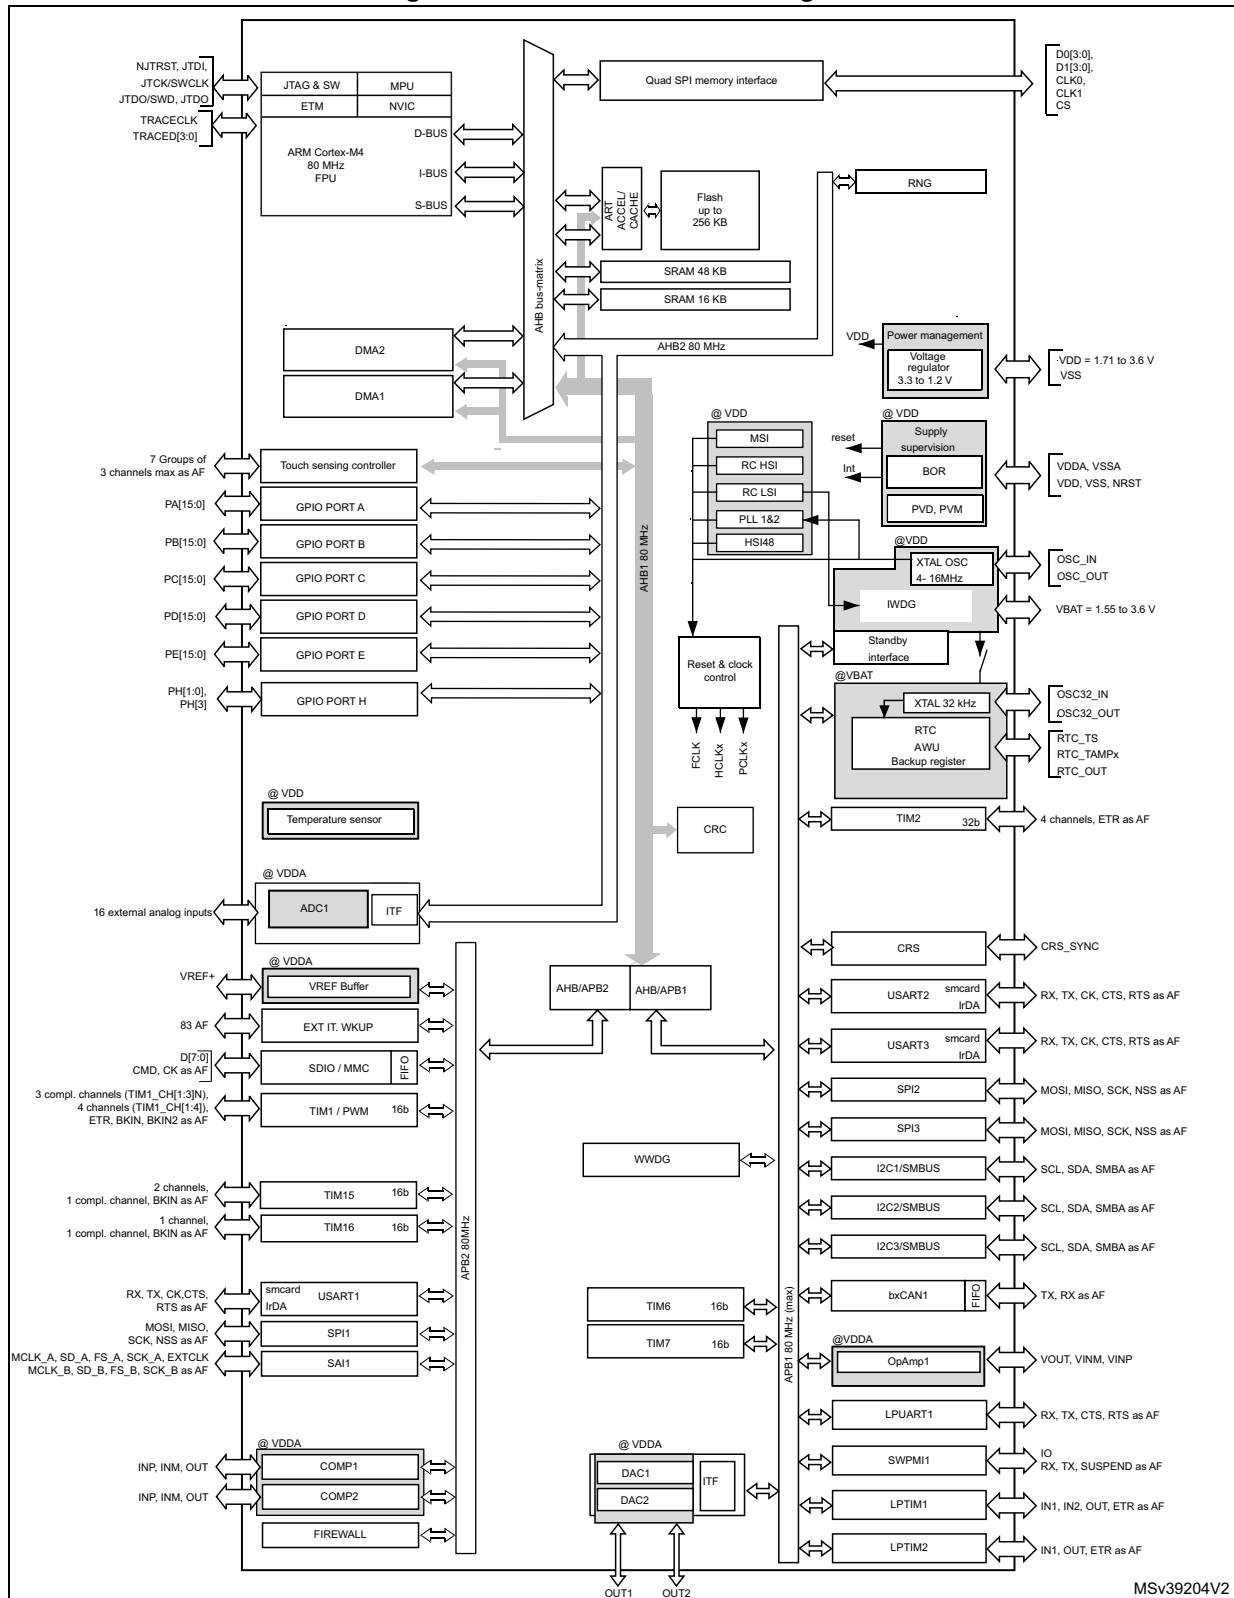 NJTRST, JTDI,
JTCK/SWCLK
JTDO/SWD, JTDO
TRACECLK
TRACED[3:0]
JTAG & SW
MPU
ETM
NVIC
ARM Cortex-M4
80 MHz
FPU
D-BUS
I-BUS
S-BUS
AHB bus-matrix
Quad SPI memory interface
D0[3:0],
D1[3:0],
CLK0,
CLK1
CS
ART
ACCEL/
CACHE
Flash
up to
256 KB
RNG
SRAM 48 KB
SRAM 16 KB
AHB2 80 MHz
DMA2
DMA1
VDD
Power management
Voltage
regulator
3.3 to 1.2 V
VDD = 1.71 to 3.6 V
VSS
@ VDD
MSI
RC HSI
RC LSI
PLL 1&2
HSI48
@ VDD
reset
Int
Supply
supervision
BOR
PVD, PVM
VDDA, VSSA
VDD, VSS, NRST
7 Groups of
3 channels max as AF
Touch sensing controller
PA[15:0]
GPIO PORT A
PB[15:0]
GPIO PORT B
PC[15:0]
GPIO PORT C
PD[15:0]
GPIO PORT D
PE[15:0]
GPIO PORT E
PH[1:0],
PH[3]
GPIO PORT H
AHB1 80 MHz
@VDD
XTAL OSC
4- 16MHz
IWDG
OSC_IN
OSC_OUT
VBAT = 1.55 to 3.6 V
Standby
interface
Reset & clock
control
FCLK
HCLKx
PCLKx
@VBAT
XTAL 32 kHz
RTC
AWU
Backup register
OSC32_IN
OSC32_OUT
RTC_TS
RTC_TAMPx
RTC_OUT
@ VDD
Temperature sensor
CRC
TIM2
32b
4 channels, ETR as AF
@ VDDA
16 external analog inputs
ADC1
ITF
CRS
CRS_SYNC
VREF+
@ VDDA
VREF Buffer
AHB/APB2
AHB/APB1
USART2
smcard
IrDA
RX, TX, CK, CTS, RTS as AF
83 AF
EXT IT. WKUP
USART3
smcard
IrDA
RX, TX, CK, CTS, RTS as AF
D[7:0]
CMD, CK as AF
SDIO / MMC
FIFO
3 compl. channels (TIM1_CH[1:3]N),
4 channels (TIM1_CH[1:4]),
ETR, BKIN, BKIN2 as AF
TIM1 / PWM
16b
SPI2
MOSI, MISO, SCK, NSS as AF
SPI3
MOSI, MISO, SCK, NSS as AF
WWDG
I2C1/SMBUS
SCL, SDA, SMBA as AF
2 channels,
1 compl. channel, BKIN as AF
TIM15
16b
I2C2/SMBUS
SCL, SDA, SMBA as AF
1 channel,
1 compl. channel, BKIN as AF
TIM16
16b
I2C3/SMBUS
SCL, SDA, SMBA as AF
APB2 80MHz
APB1 80 MHz (max)
RX, TX, CK,CTS,
RTS as AF
smcard
IrDA
USART1
TIM6
16b
bxCAN1
FIFO
TX, RX as AF
MOSI, MISO,
SCK, NSS as AF
SPI1
TIM7
16b
@VDDA
OpAmp1
VOUT, VINM, VINP
MCLK_A, SD_A, FS_A, SCK_A, EXTCLK
MCLK_B, SD_B, FS_B, SCK_B as AF
SAI1
LPUART1
RX, TX, CTS, RTS as AF
@ VDDA
INP, INM, OUT
COMP1
INP, INM, OUT
COMP2
FIREWALL
@ VDDA
DAC1
DAC2
ITF
OUT1
OUT2
SWPMI1
IO
RX, TX, SUSPEND as AF
LPTIM1
IN1, IN2, OUT, ETR as AF
LPTIM2
IN1, OUT, ETR as AF
MSv39204V2